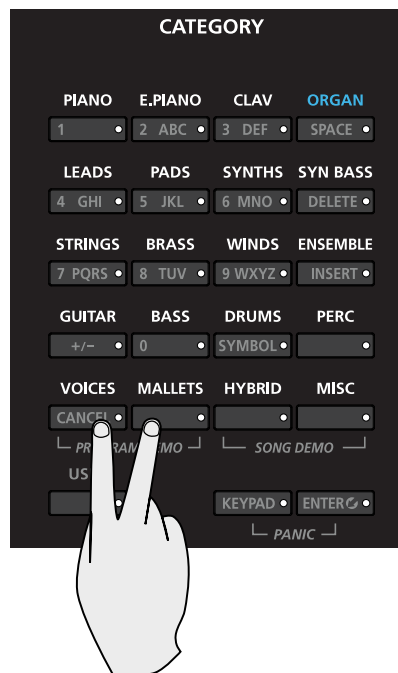 CATEGORY
PIANO E.PIANO CLAV ORGAN
1 2 ABC 3 DEF SPACE
LEADS PADS SYNTHS SYN BASS
4 GHI 5 JKL 6 MNO DELETE
STRINGS BRASS WINDS ENSEMBLE
7 PQRS 8 TUV 9 WXYZ INSERT
GUITAR BASS DRUMS PERC
+/− 0 SYMBOL
VOICES MALLETS HYBRID MISC
CANCEL
SONG DEMO
US
KEYPAD ENTER
PANIC